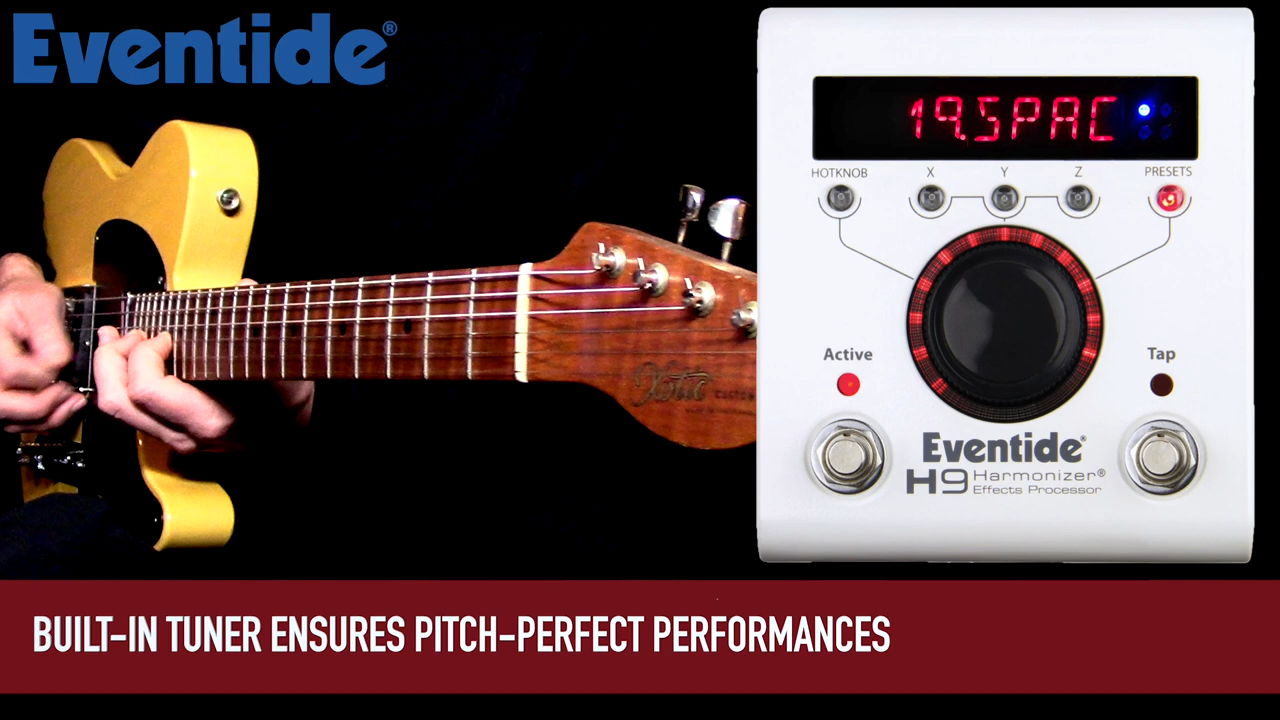 Eventide®
19.5PAC
HOTKNOB X Y Z PRESETS
Active Tap
Eventide®
H9 Harmonizer®
Effects Processor
Xotic
BUILT-IN TUNER ENSURES PITCH-PERFECT PERFORMANCES